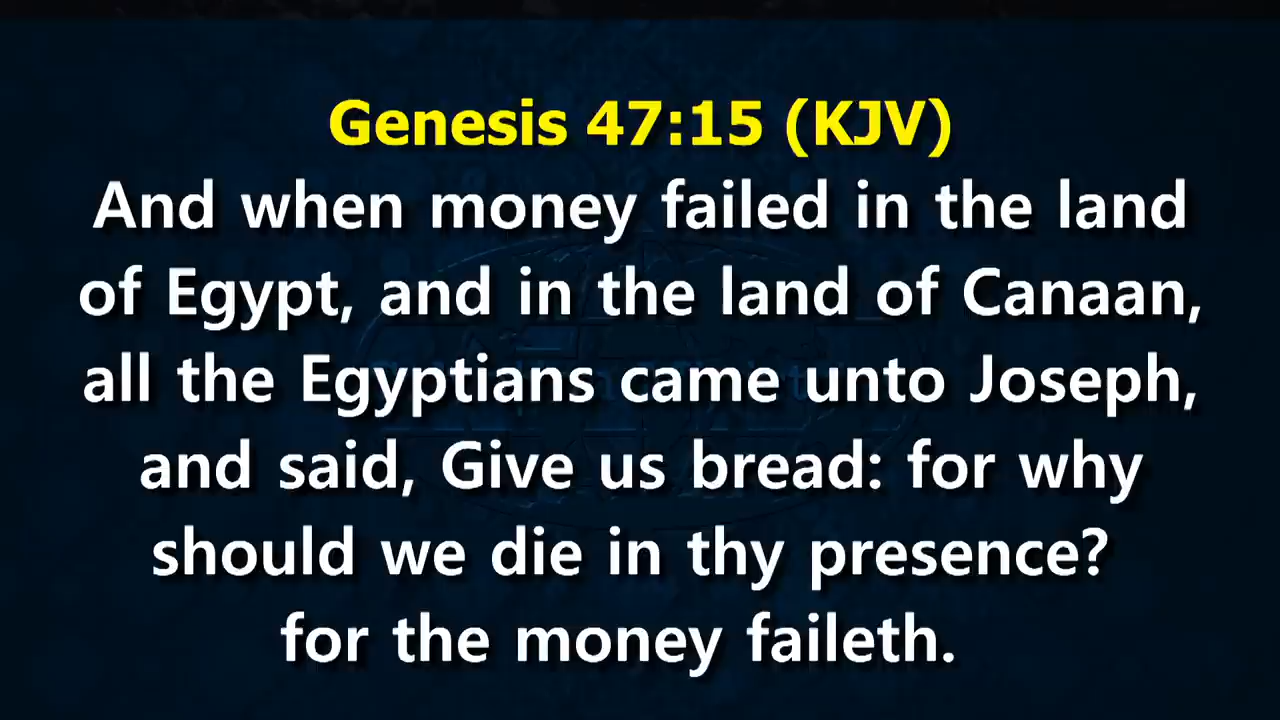 Genesis 47:15 (KJV)
And when money failed in the land
of Egypt, and in the land of Canaan,
all the Egyptians came unto Joseph,
and said, Give us bread: for why
should we die in thy presence?
for the money faileth.